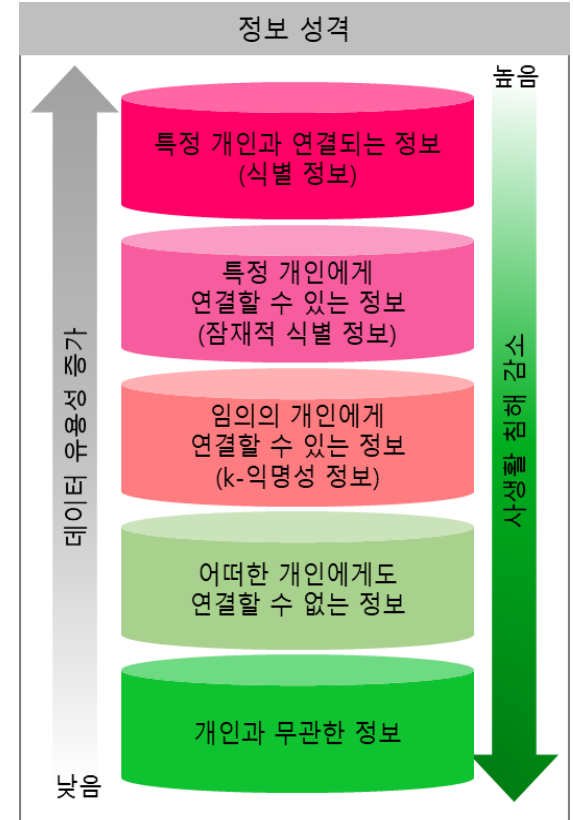 정보 성격
높음
특정 개인과 연결되는 정보
(식별 정보)
특정 개인에게
연결할 수 있는 정보
(잠재적 식별 정보)
임의의 개인에게
연결할 수 있는 정보
(k-익명성 정보)
어떠한 개인에게도
연결할 수 없는 정보
개인과 무관한 정보
데이터 유용성 증가
낮음
사생활 침해 감소